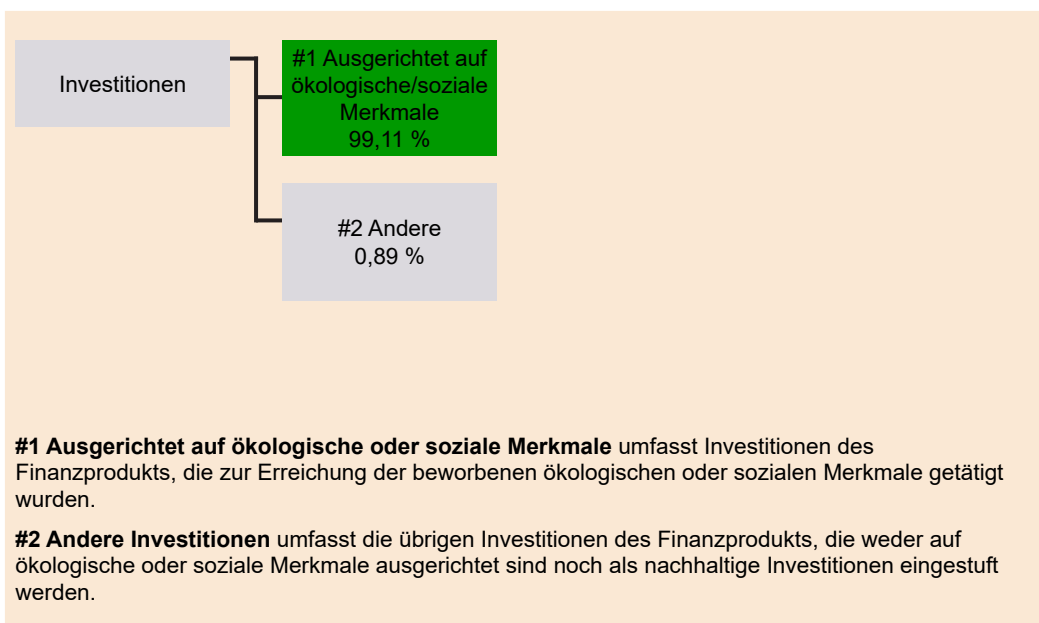 Investitionen
#1 Ausgerichtet auf
ökologische/soziale
Merkmale
99,11 %
#2 Andere
0,89 %
#1 Ausgerichtet auf ökologische oder soziale Merkmale umfasst Investitionen des
Finanzprodukts, die zur Erreichung der beworbenen ökologischen oder sozialen Merkmale getätigt
wurden.
#2 Andere Investitionen umfasst die übrigen Investitionen des Finanzprodukts, die weder auf
ökologische oder soziale Merkmale ausgerichtet sind noch als nachhaltige Investitionen eingestuft
werden.